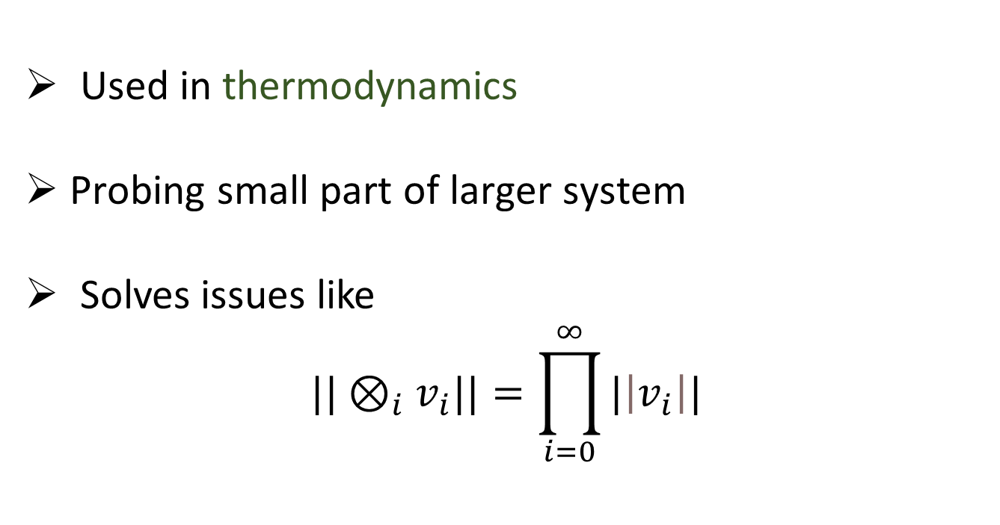 ➢ Used in thermodynamics
➢ Probing small part of larger system
➢ Solves issues like
|| ⊗ᵢ vᵢ|| = ∏_{i=0}^{∞} ||vᵢ||